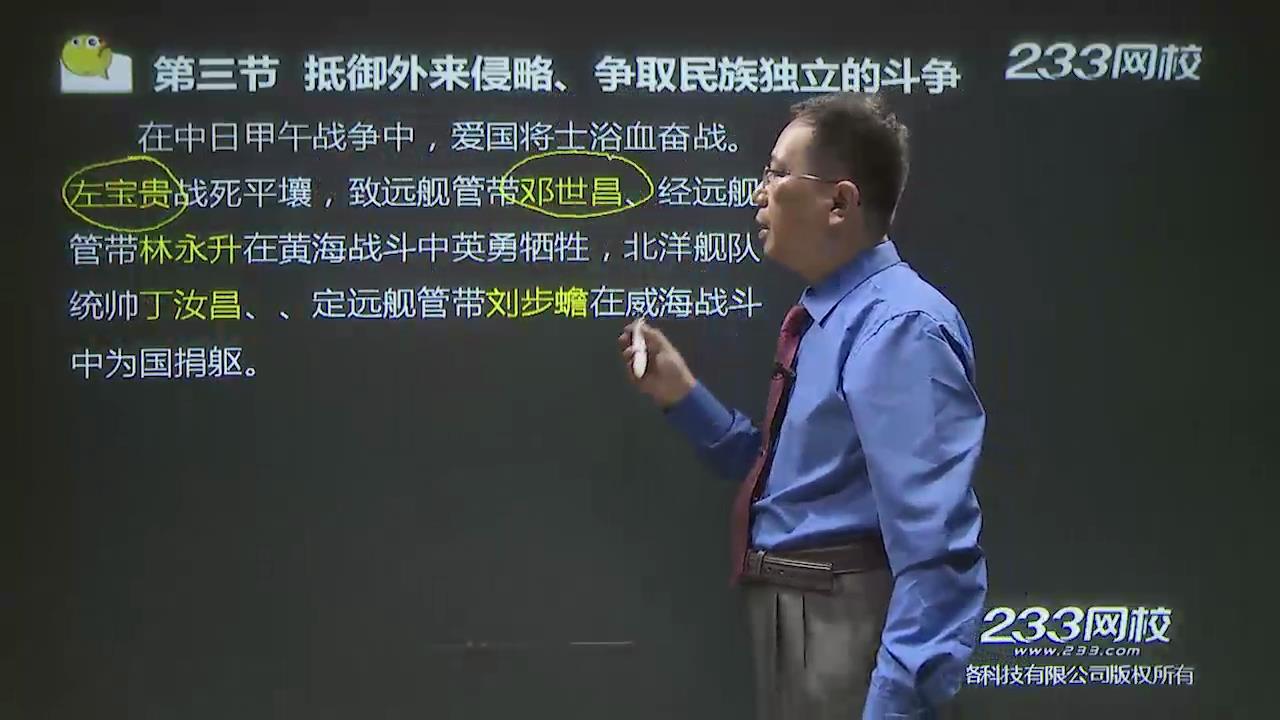 第三节 抵御外来侵略、争取民族独立的斗争
233网校
在中日甲午战争中，爱国将士浴血奋战。
左宝贵战死平壤，致远舰管带邓世昌、经远舰
管带林永升在黄海战斗中英勇牺牲，北洋舰队
统帅丁汝昌、、定远舰管带刘步蟾在威海战斗
中为国捐躯。
233网校
www.233.com
络科技有限公司版权所有